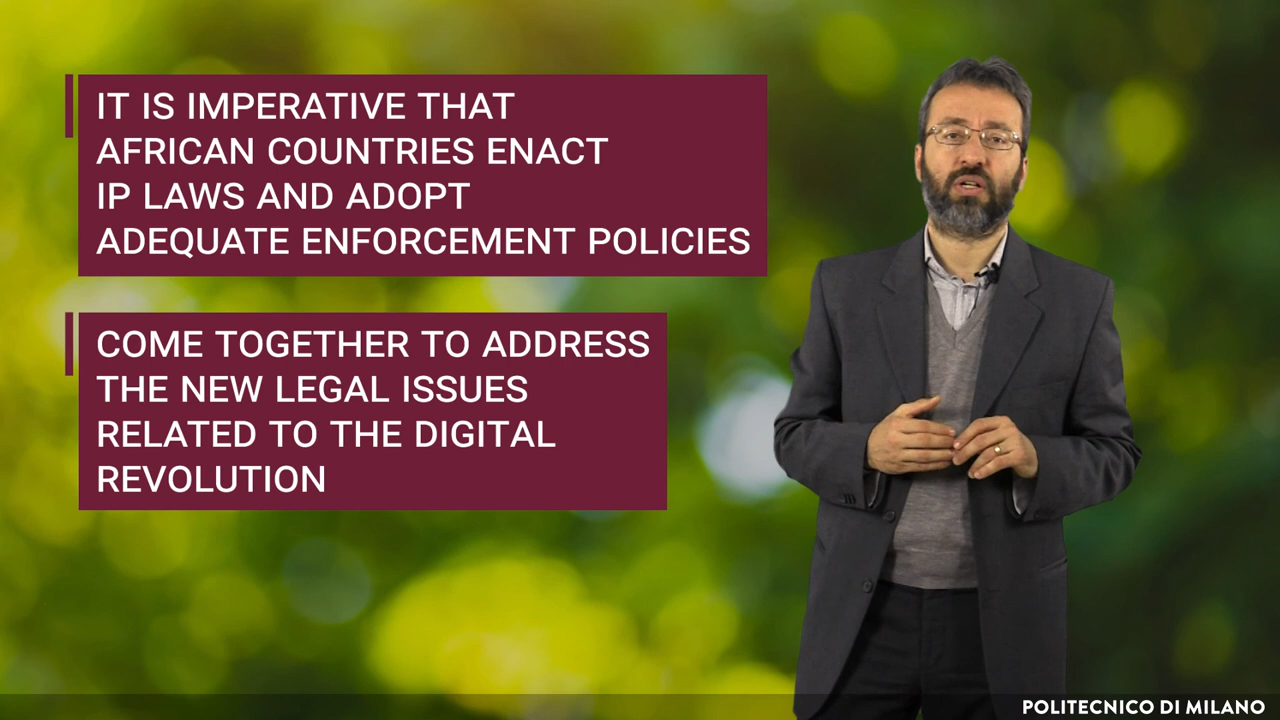 IT IS IMPERATIVE THAT
AFRICAN COUNTRIES ENACT
IP LAWS AND ADOPT
ADEQUATE ENFORCEMENT POLICIES
COME TOGETHER TO ADDRESS
THE NEW LEGAL ISSUES
RELATED TO THE DIGITAL
REVOLUTION
POLITECNICO DI MILANO